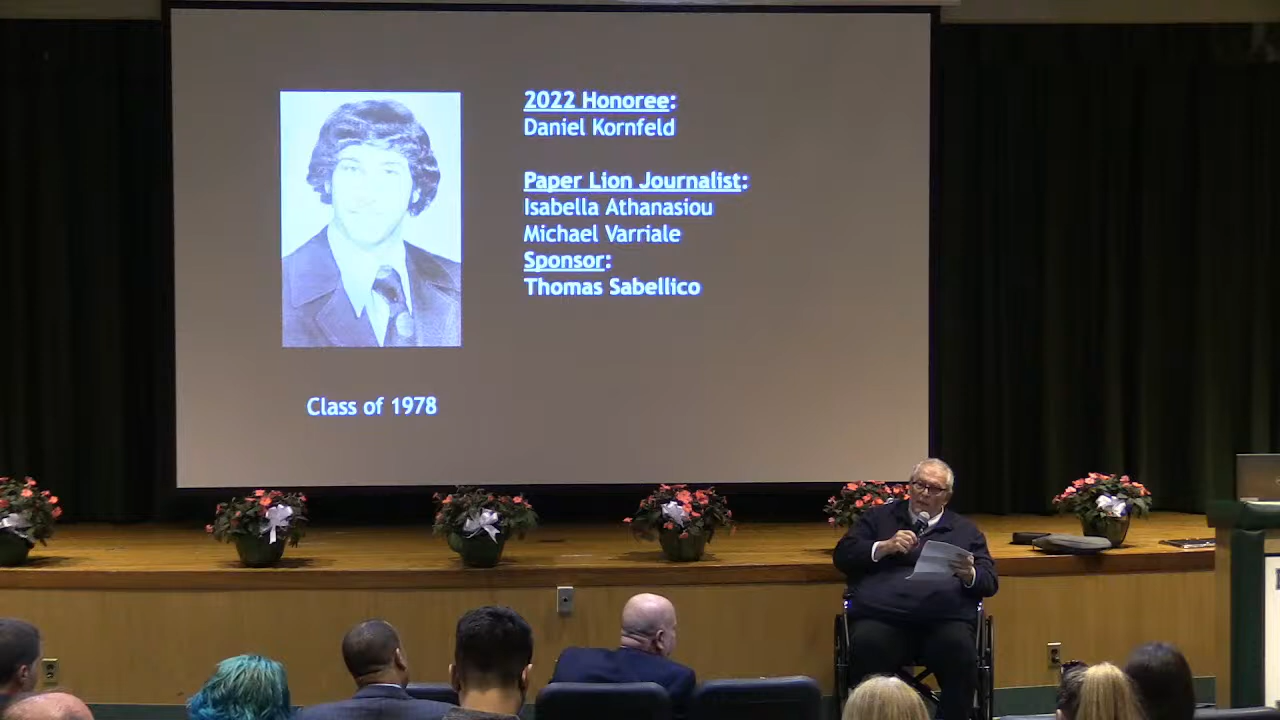 2022 Honoree:
Daniel Kornfeld
Paper Lion Journalist:
Isabella Athanasiou
Michael Varriale
Sponsor:
Thomas Sabellico
Class of 1978